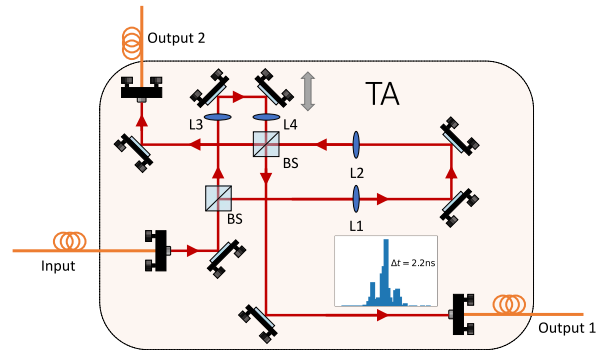 Output 2
TA
L3
L4
BS
L2
BS
L1
Input
Δt = 2.2ns
Output 1